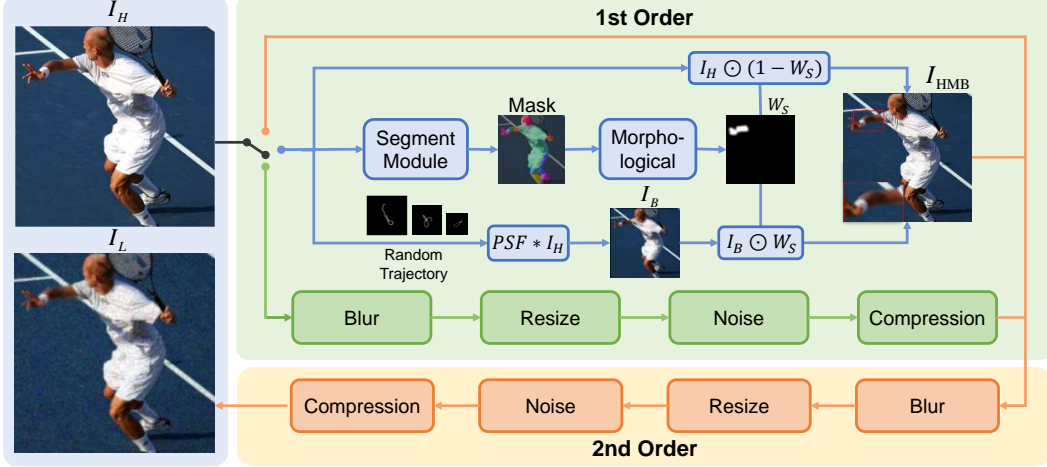 I_H
1st Order
I_H ⊙ (1 − W_S)
I_HMB
Mask
W_S
Segment
Module
Morpho-
logical
I_B
I_L
PSF * I_H
I_B ⊙ W_S
Random
Trajectory
Blur
Resize
Noise
Compression
Compression
Noise
Resize
Blur
2nd Order